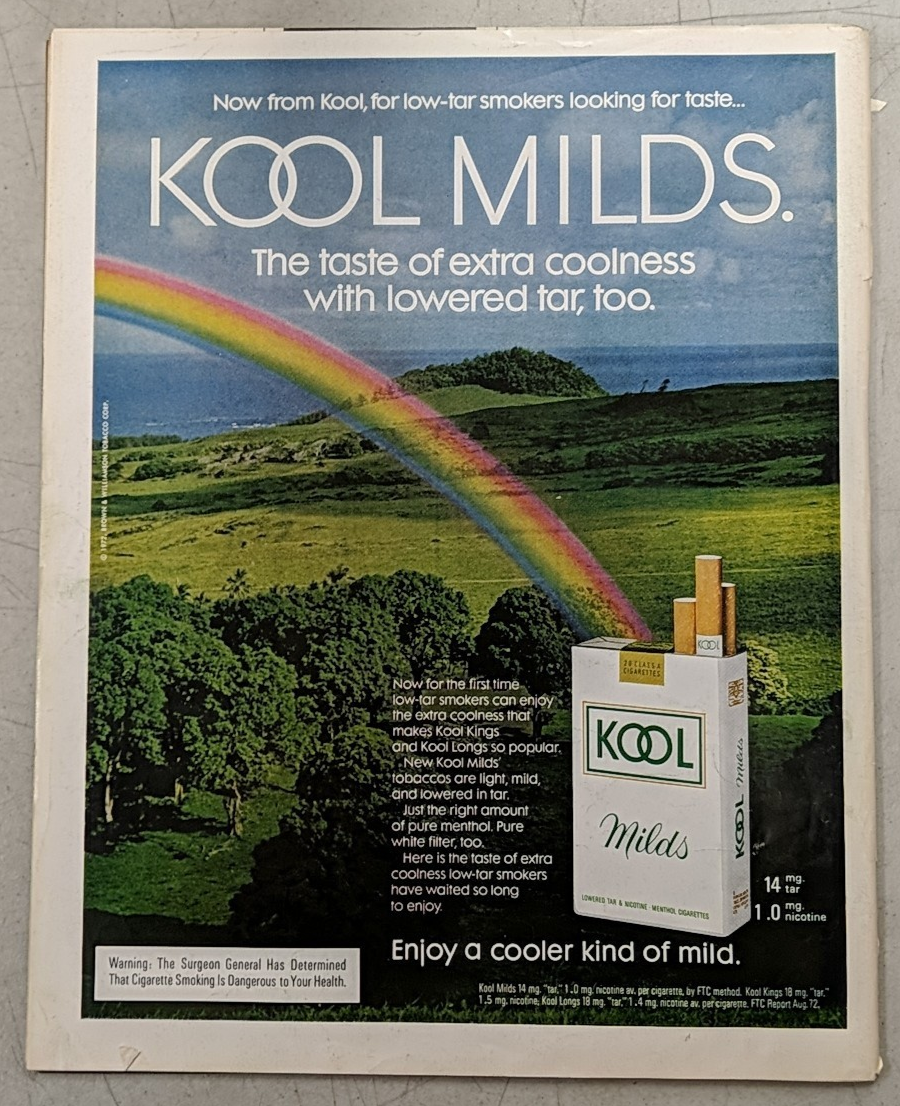 Now from Kool, for low-tar smokers looking for taste...
KOOL MILDS.
The taste of extra coolness
with lowered tar, too.
© 1972 BROWN & WILLIAMSON TOBACCO CORP.
Now for the first time
low-tar smokers can enjoy
the extra coolness that
makes Kool Kings
and Kool Longs so popular.
New Kool Milds'
tobaccos are light, mild,
and lowered in tar.
Just the right amount
of pure menthol. Pure
white filter, too.
Here is the taste of extra
coolness low-tar smokers
have waited so long
to enjoy.
KOOL
20 CLASS A
CIGARETTES
KOOL
Milds
LOWERED TAR & NICOTINE · MENTHOL CIGARETTES
KOOL Milds
14 mg. tar
1.0 mg. nicotine
Enjoy a cooler kind of mild.
Warning: The Surgeon General Has Determined
That Cigarette Smoking Is Dangerous to Your Health.
Kool Milds 14 mg. "tar," 1.0 mg. nicotine av. per cigarette, by FTC method. Kool Kings 18 mg. "tar,"
1.5 mg. nicotine; Kool Longs 18 mg. "tar," 1.4 mg. nicotine av. per cigarette. FTC Report Aug. '72.